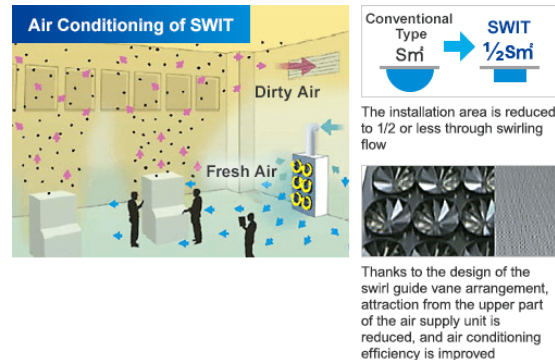 Air Conditioning of SWIT
Dirty Air
Fresh Air
Conventional
Type
S㎡
SWIT
½S㎡
The installation area is reduced
to 1/2 or less through swirling
flow
Thanks to the design of the
swirl guide vane arrangement,
attraction from the upper part
of the air supply unit is
reduced, and air conditioning
efficiency is improved